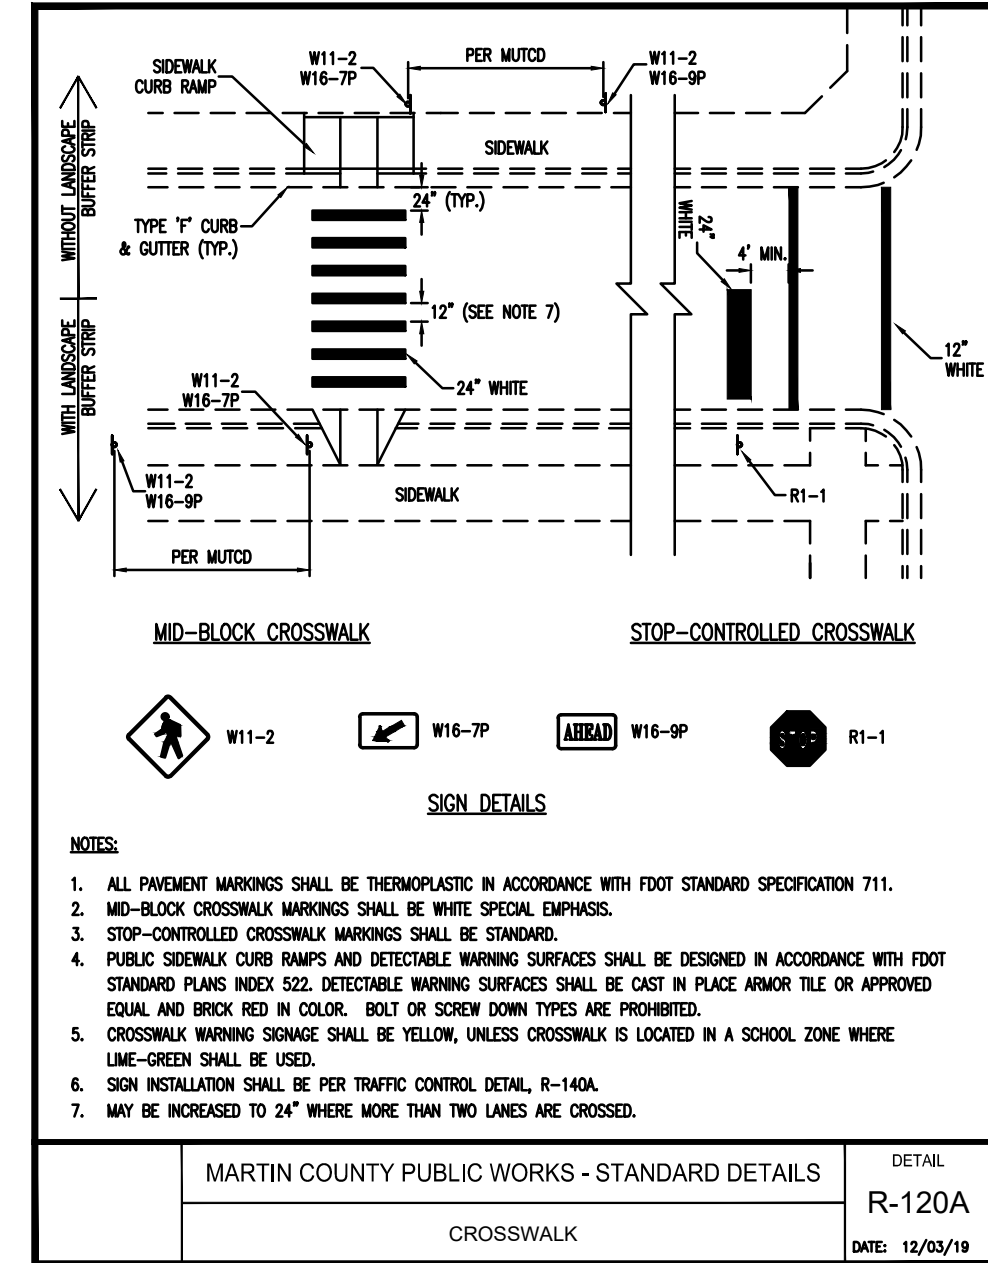 SIDEWALK
CURB RAMP
W11-2
W16-7P
PER MUTCD
W11-2
W16-9P
WITHOUT LANDSCAPE
BUFFER STRIP
SIDEWALK
24" (TYP.)
TYPE 'F' CURB
& GUTTER (TYP.)
24"
WHITE
4' MIN.
12" (SEE NOTE 7)
12"
WHITE
WITH LANDSCAPE
BUFFER STRIP
W11-2
W16-7P
24" WHITE
W11-2
W16-9P
SIDEWALK
R1-1
PER MUTCD
MID-BLOCK CROSSWALK
STOP-CONTROLLED CROSSWALK
W11-2
W16-7P
AHEAD
W16-9P
STOP
R1-1
SIGN DETAILS
NOTES:
1. ALL PAVEMENT MARKINGS SHALL BE THERMOPLASTIC IN ACCORDANCE WITH FDOT STANDARD SPECIFICATION 711.
2. MID-BLOCK CROSSWALK MARKINGS SHALL BE WHITE SPECIAL EMPHASIS.
3. STOP-CONTROLLED CROSSWALK MARKINGS SHALL BE STANDARD.
4. PUBLIC SIDEWALK CURB RAMPS AND DETECTABLE WARNING SURFACES SHALL BE DESIGNED IN ACCORDANCE WITH FDOT
STANDARD PLANS INDEX 522. DETECTABLE WARNING SURFACES SHALL BE CAST IN PLACE ARMOR TILE OR APPROVED
EQUAL AND BRICK RED IN COLOR. BOLT OR SCREW DOWN TYPES ARE PROHIBITED.
5. CROSSWALK WARNING SIGNAGE SHALL BE YELLOW, UNLESS CROSSWALK IS LOCATED IN A SCHOOL ZONE WHERE
LIME-GREEN SHALL BE USED.
6. SIGN INSTALLATION SHALL BE PER TRAFFIC CONTROL DETAIL, R-140A.
7. MAY BE INCREASED TO 24" WHERE MORE THAN TWO LANES ARE CROSSED.
MARTIN COUNTY PUBLIC WORKS - STANDARD DETAILS
CROSSWALK
DETAIL
R-120A
DATE: 12/03/19